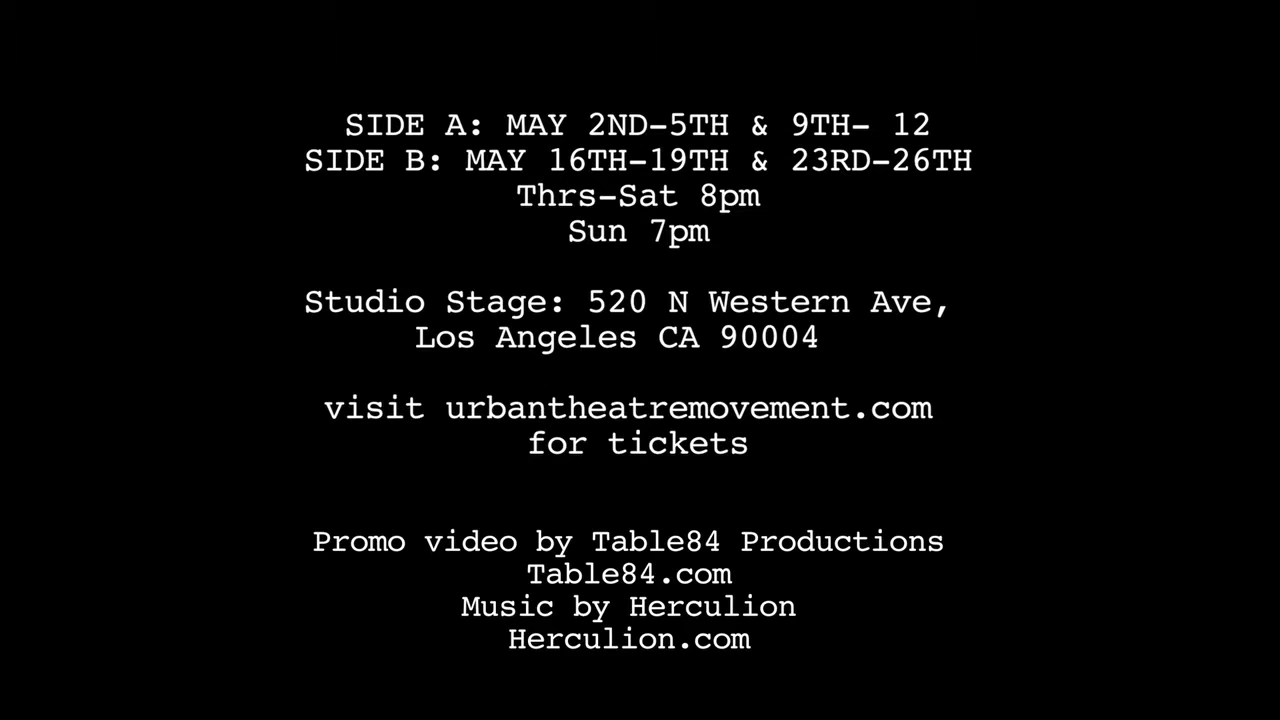 SIDE A: MAY 2ND-5TH & 9TH- 12
SIDE B: MAY 16TH-19TH & 23RD-26TH
Thrs-Sat 8pm
Sun 7pm
Studio Stage: 520 N Western Ave,
Los Angeles CA 90004
visit urbantheatremovement.com
for tickets
Promo video by Table84 Productions
Table84.com
Music by Herculion
Herculion.com